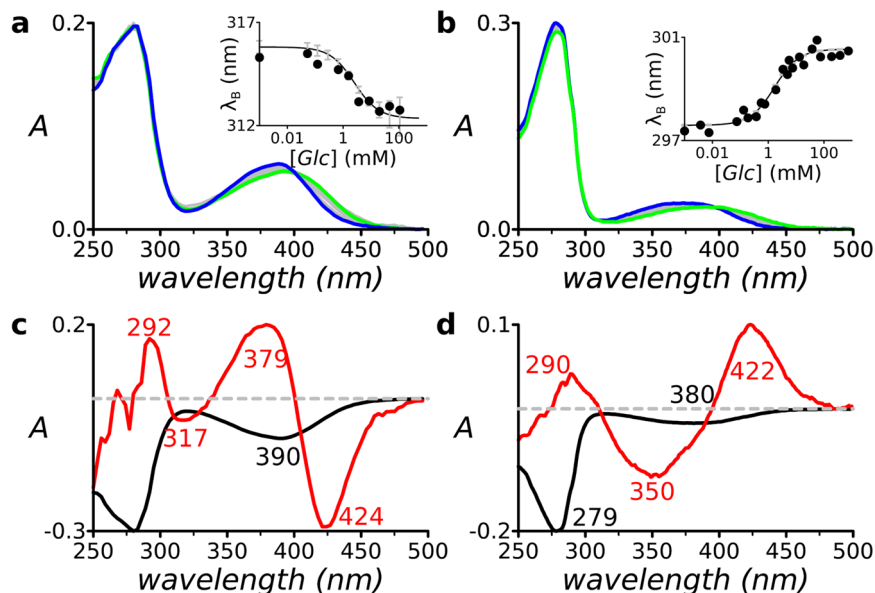 a
0.2
A
0.0
250 300 350 400 450 500
wavelength (nm)
317
λB (nm)
312
0.01 1 100
[Glc] (mM)
b
0.3
A
0.0
250 300 350 400 450 500
wavelength (nm)
301
λB (nm)
297
0.01 1 100
[Glc] (mM)
c
0.2
A
-0.3
292
379
317
390
424
250 300 350 400 450 500
wavelength (nm)
d
0.1
A
-0.2
290
380
422
350
279
250 300 350 400 450 500
wavelength (nm)